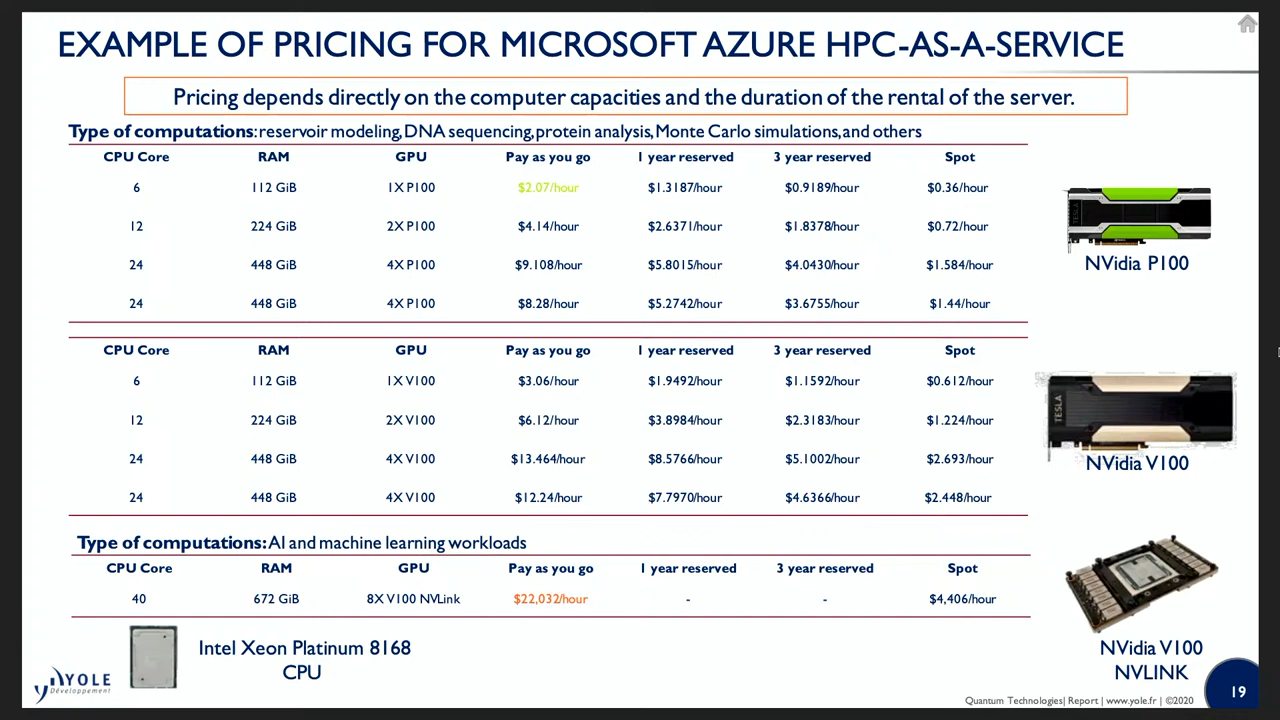 EXAMPLE OF PRICING FOR MICROSOFT AZURE HPC-AS-A-SERVICE
Pricing depends directly on the computer capacities and the duration of the rental of the server.
Type of computations: reservoir modeling, DNA sequencing, protein analysis, Monte Carlo simulations, and others
CPU Core RAM GPU Pay as you go 1 year reserved 3 year reserved Spot
6 112 GiB 1X P100 $2.07/hour $1.3187/hour $0.9189/hour $0.36/hour
12 224 GiB 2X P100 $4.14/hour $2.6371/hour $1.8378/hour $0.72/hour
24 448 GiB 4X P100 $9.108/hour $5.8015/hour $4.0430/hour $1.584/hour
24 448 GiB 4X P100 $8.28/hour $5.2742/hour $3.6755/hour $1.44/hour
NVidia P100
CPU Core RAM GPU Pay as you go 1 year reserved 3 year reserved Spot
6 112 GiB 1X V100 $3.06/hour $1.9492/hour $1.1592/hour $0.612/hour
12 224 GiB 2X V100 $6.12/hour $3.8984/hour $2.3183/hour $1.224/hour
24 448 GiB 4X V100 $13.464/hour $8.5766/hour $5.1002/hour $2.693/hour
24 448 GiB 4X V100 $12.24/hour $7.7970/hour $4.6366/hour $2.448/hour
TESLA
NVidia V100
Type of computations: AI and machine learning workloads
CPU Core RAM GPU Pay as you go 1 year reserved 3 year reserved Spot
40 672 GiB 8X V100 NVLink $22,032/hour - - $4,406/hour
Intel Xeon Platinum 8168
CPU
NVidia V100
NVLINK
YOLE
Développement
Quantum Technologies| Report | www.yole.fr | ©2020
19